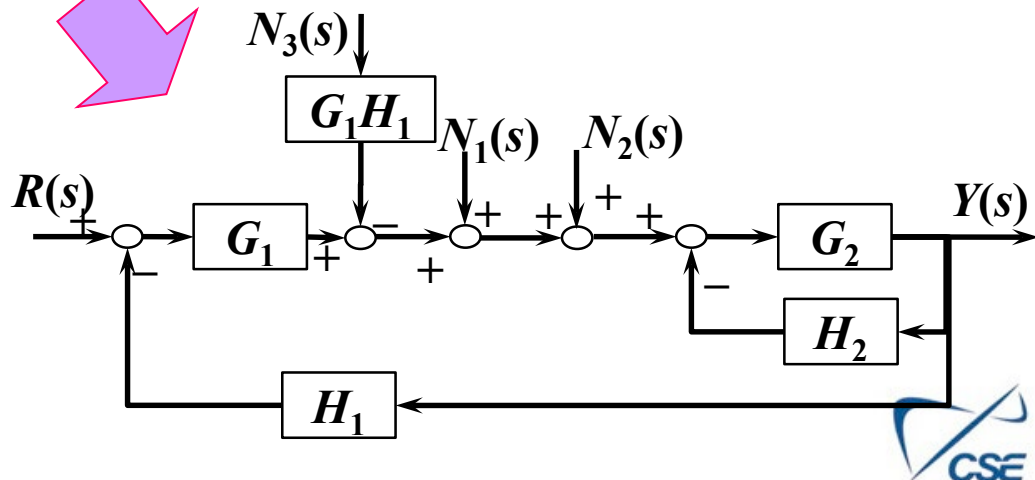 N₃(s)
G₁H₁
N₁(s)
N₂(s)
R(s)
Y(s)
+
−
+
+
+
+
G₁
G₂
+
+
−
−
H₂
H₁
CSE